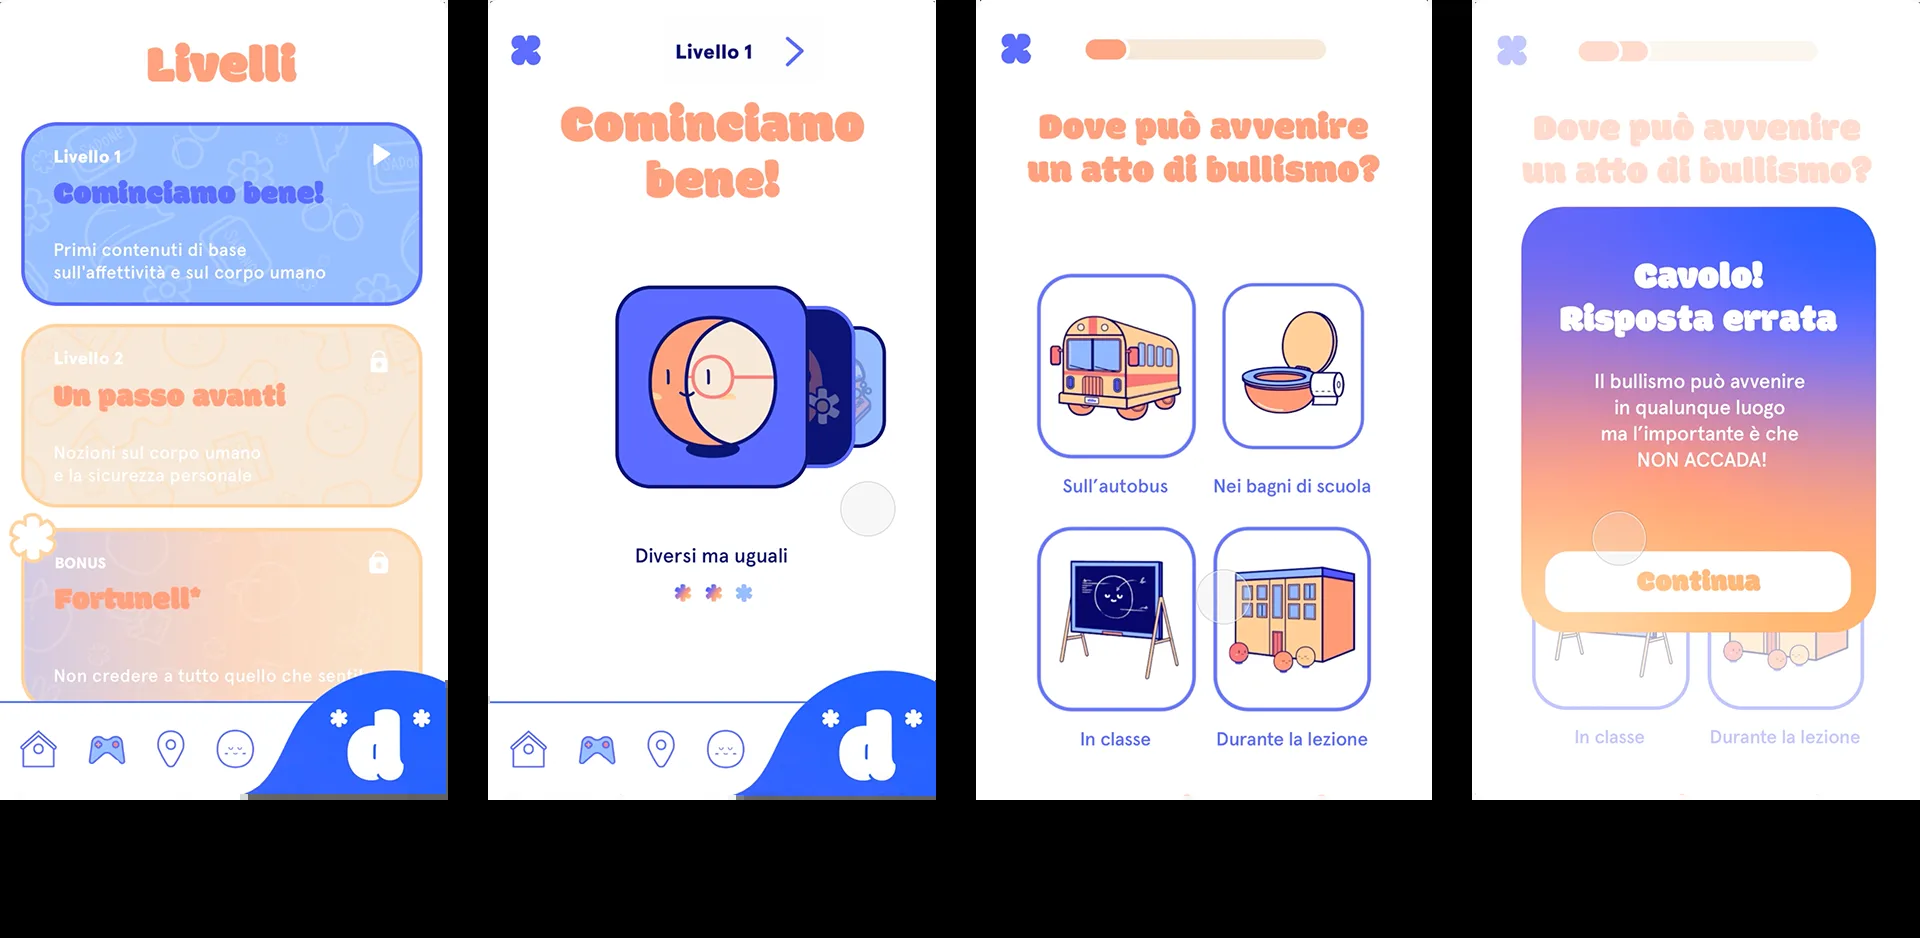 Livelli
Livello 1
Cominciamo bene!
Primi contenuti di base
sull'affettività e sul corpo umano
Livello 2
Un passo avanti
Nozioni sul corpo umano
e la sicurezza personale
BONUS
Fortunell*
Non credere a tutto quello che senti
*d*
Livello 1
Cominciamo
bene!
Diversi ma uguali
*d*
Dove può avvenire
un atto di bullismo?
Sull'autobus
Nei bagni di scuola
In classe
Durante la lezione
Dove può avvenire
un atto di bullismo?
Cavolo!
Risposta errata
Il bullismo può avvenire
in qualunque luogo
ma l'importante è che
NON ACCADA!
Continua
In classe
Durante la lezione